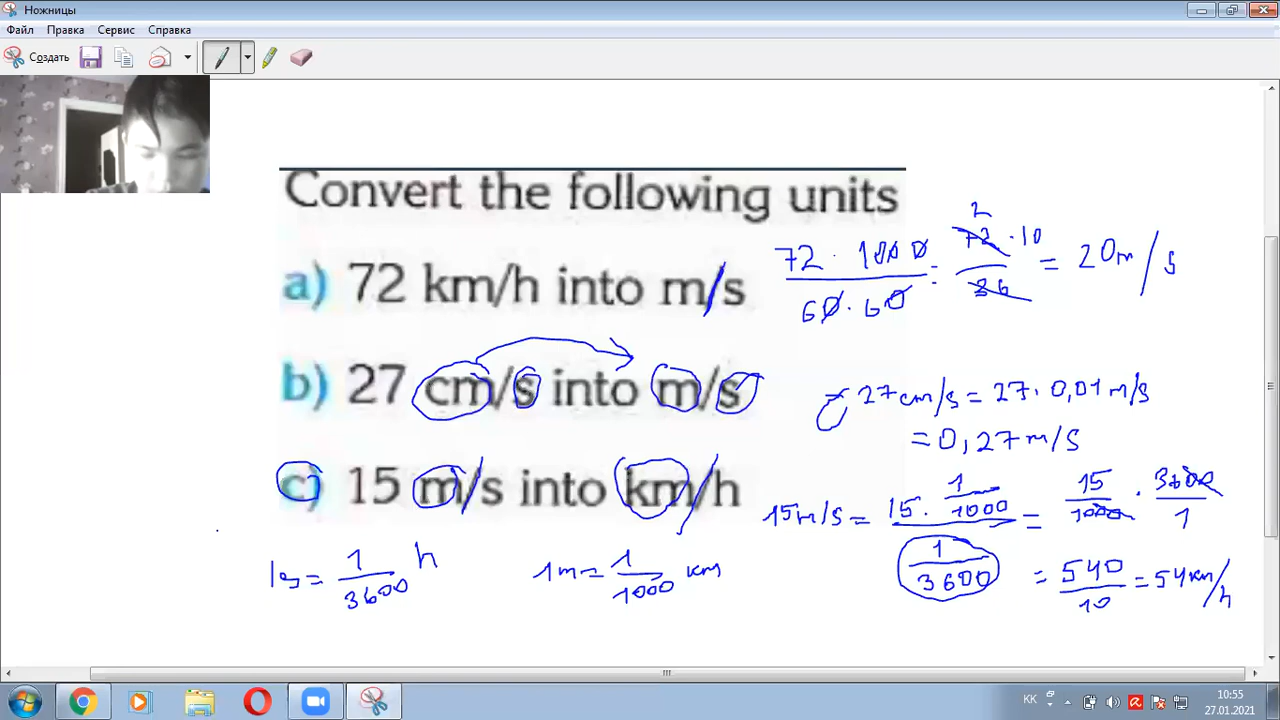 Ножницы
Файл Правка Сервис Справка
Создать
Convert the following units
a) 72 km/h into m/s
72 · 1000 / 60 · 60 = 72 · 10 / 36 = 20 m/s
2
b) 27 cm/s into m/s
27 cm/s = 27 · 0,01 m/s
= 0,27 m/s
c) 15 m/s into km/h
15 m/s = 15 · 1/1000 / 1/3600 = 15/1000 · 3600/1
= 540/10 = 54 km/h
1s = 1/3600 h 1m = 1/1000 km
KK 10:55
27.01.2021